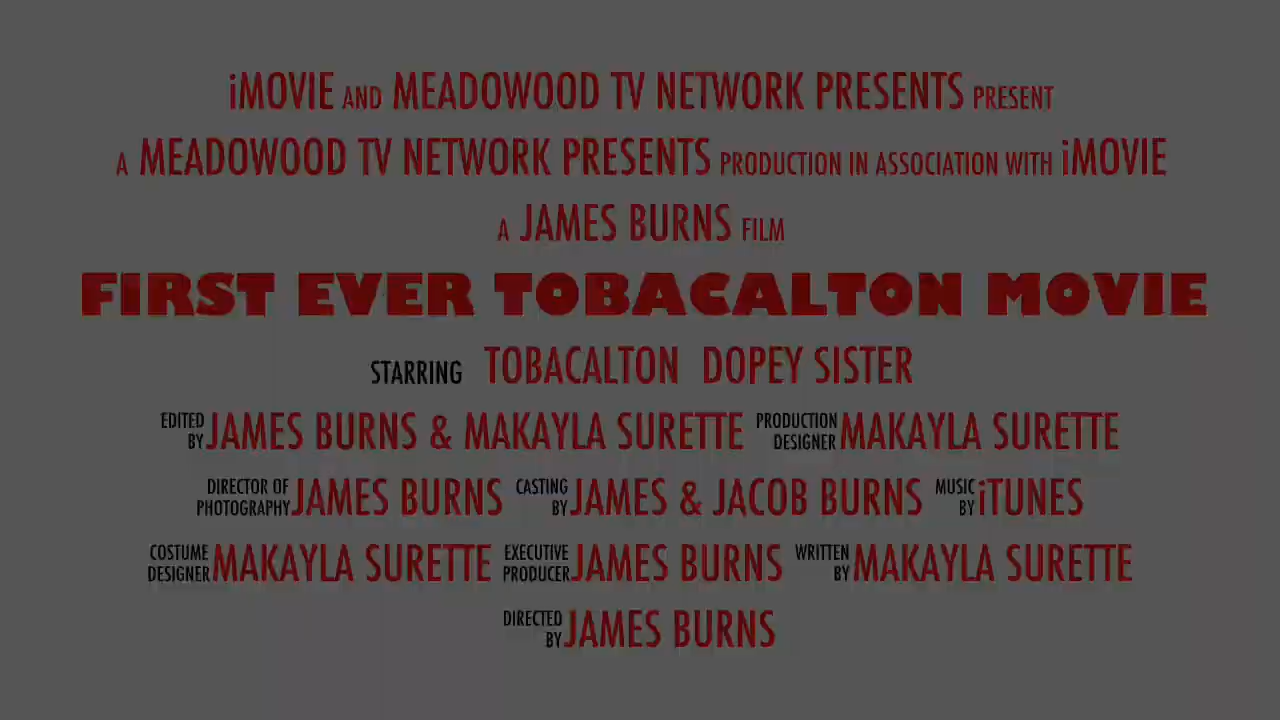 iMOVIE AND MEADOWOOD TV NETWORK PRESENTS PRESENT
A MEADOWOOD TV NETWORK PRESENTS PRODUCTION IN ASSOCIATION WITH iMOVIE
A JAMES BURNS FILM
FIRST EVER TOBACALTON MOVIE
STARRING TOBACALTON DOPEY SISTER
EDITED BY JAMES BURNS & MAKAYLA SURETTE PRODUCTION DESIGNER MAKAYLA SURETTE
DIRECTOR OF PHOTOGRAPHY JAMES BURNS CASTING BY JAMES & JACOB BURNS MUSIC BY iTUNES
COSTUME DESIGNER MAKAYLA SURETTE EXECUTIVE PRODUCER JAMES BURNS WRITTEN BY MAKAYLA SURETTE
DIRECTED BY JAMES BURNS